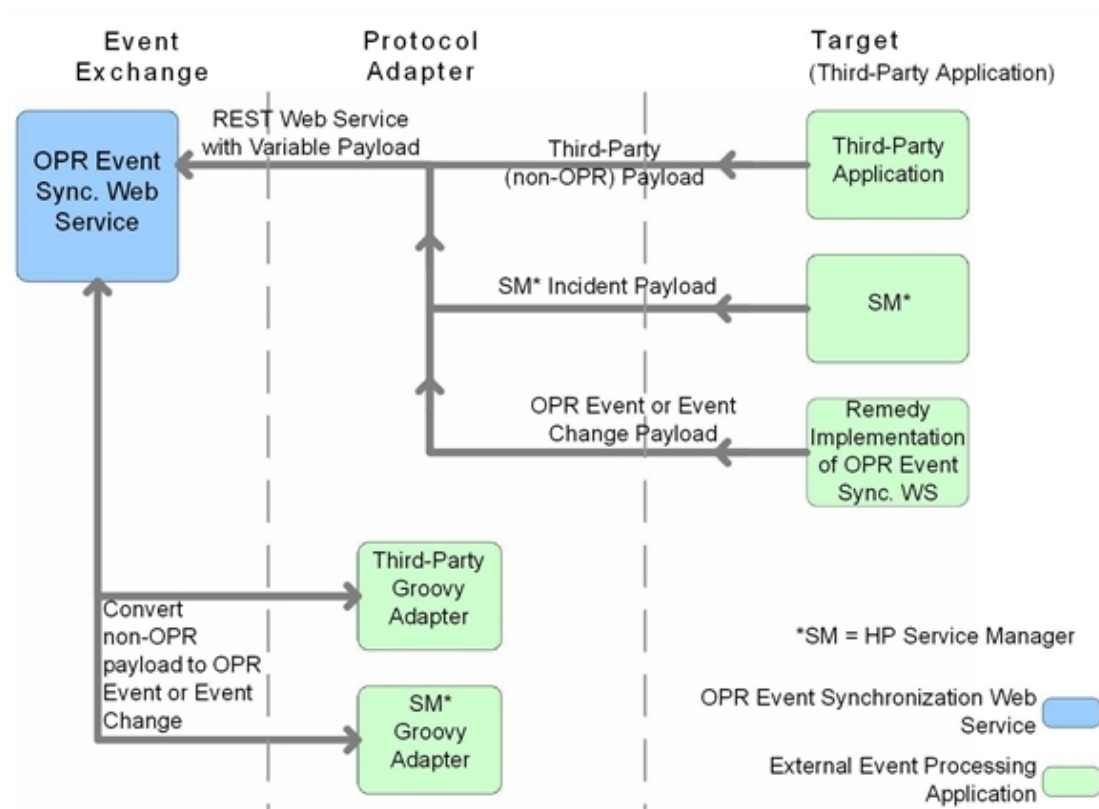 Event
Exchange
Protocol
Adapter
Target
(Third-Party Application)
OPR Event
Sync. Web
Service
REST Web Service
with Variable Payload
Third-Party
(non-OPR) Payload
Third-Party
Application
SM* Incident Payload
SM*
OPR Event or Event
Change Payload
Remedy
Implementation
of OPR Event
Sync. WS
Third-Party
Groovy
Adapter
Convert
non-OPR
payload to OPR
Event or Event
Change
SM*
Groovy
Adapter
*SM = HP Service Manager
OPR Event Synchronization Web
Service
External Event Processing
Application